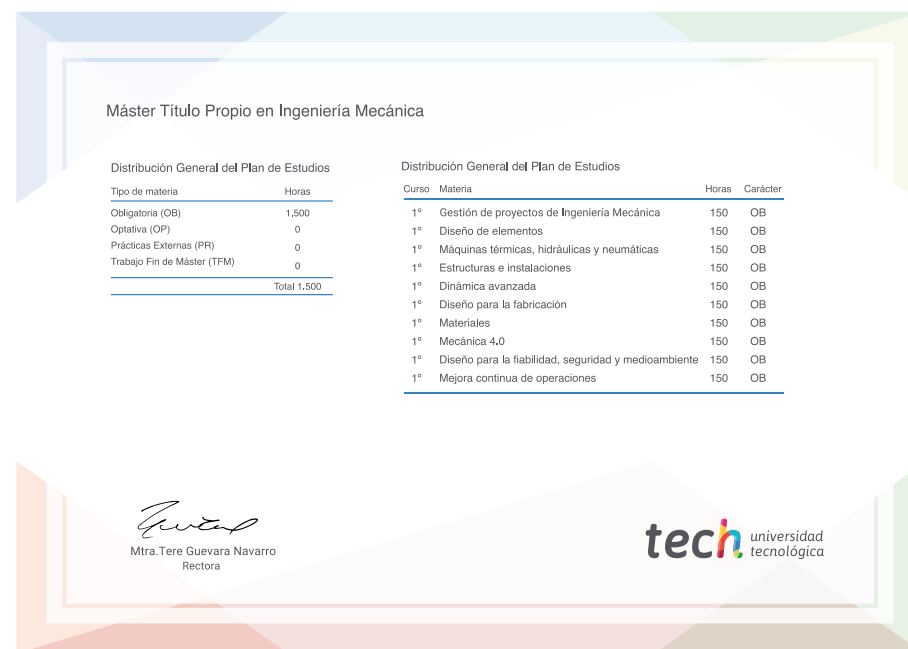 Máster Título Propio en Ingeniería Mecánica
Distribución General del Plan de Estudios
Tipo de materia Horas
Obligatoria (OB) 1,500
Optativa (OP) 0
Prácticas Externas (PR) 0
Trabajo Fin de Máster (TFM) 0
Total 1.500
Distribución General del Plan de Estudios
Curso Materia Horas Carácter
1º Gestión de proyectos de Ingeniería Mecánica 150 OB
1º Diseño de elementos 150 OB
1º Máquinas térmicas, hidráulicas y neumáticas 150 OB
1º Estructuras e instalaciones 150 OB
1º Dinámica avanzada 150 OB
1º Diseño para la fabricación 150 OB
1º Materiales 150 OB
1º Mecánica 4.0 150 OB
1º Diseño para la fiabilidad, seguridad y medioambiente 150 OB
1º Mejora continua de operaciones 150 OB
Mtra.Tere Guevara Navarro
Rectora
tech universidad
tecnológica